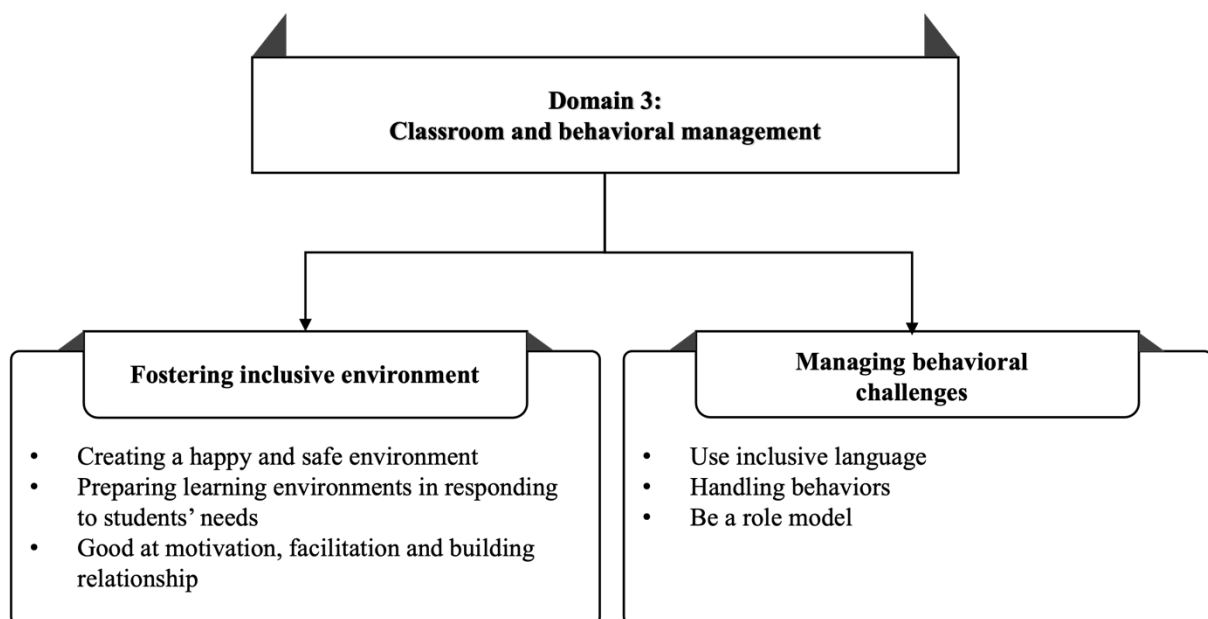 Domain 3:
Classroom and behavioral management
Fostering inclusive environment
• Creating a happy and safe environment
• Preparing learning environments in responding
to students’ needs
• Good at motivation, facilitation and building
relationship
Managing behavioral
challenges
• Use inclusive language
• Handling behaviors
• Be a role model